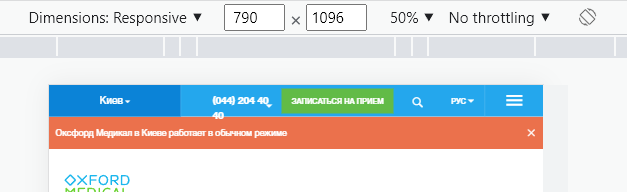 Dimensions: Responsive ▼ 790 × 1096 50% ▼ No throttling ▼
Киев (044) 204 40 40 ЗАПИСАТЬСЯ НА ПРИЕМ РУС
Оксфорд Медикал в Киеве работает в обычном режиме ×
OXFORD
MEDICAL